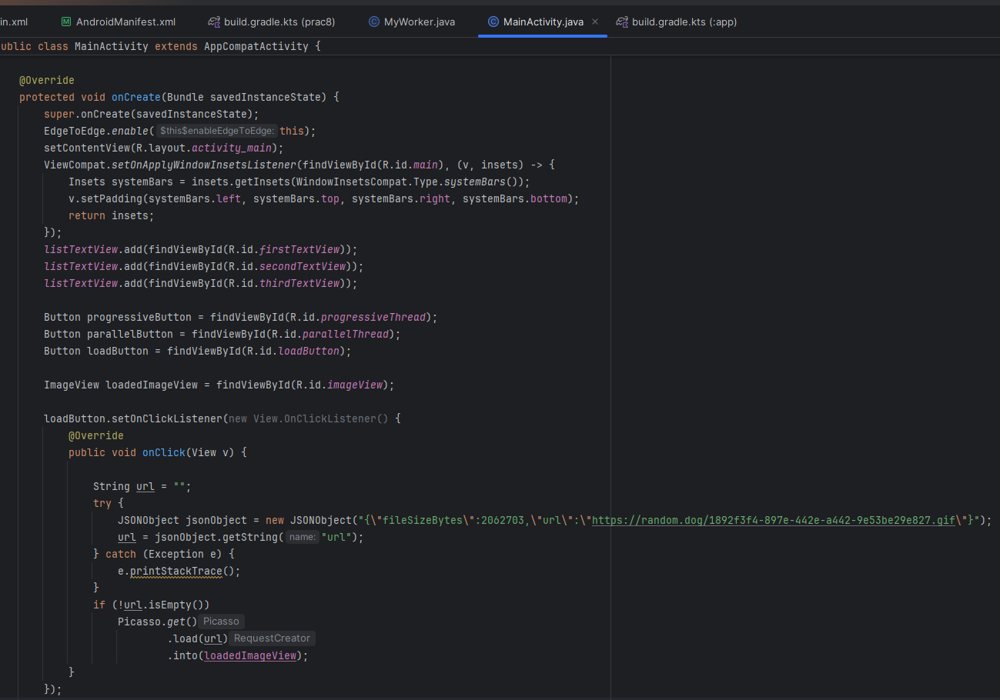 in.xml AndroidManifest.xml build.gradle.kts (prac8) MyWorker.java MainActivity.java build.gradle.kts (:app)
ublic class MainActivity extends AppCompatActivity {
@Override
protected void onCreate(Bundle savedInstanceState) {
super.onCreate(savedInstanceState);
EdgeToEdge.enable( $this$enableEdgeToEdge: this);
setContentView(R.layout.activity_main);
ViewCompat.setOnApplyWindowInsetsListener(findViewById(R.id.main), (v, insets) -> {
Insets systemBars = insets.getInsets(WindowInsetsCompat.Type.systemBars());
v.setPadding(systemBars.left, systemBars.top, systemBars.right, systemBars.bottom);
return insets;
});
listTextView.add(findViewById(R.id.firstTextView));
listTextView.add(findViewById(R.id.secondTextView));
listTextView.add(findViewById(R.id.thirdTextView));
Button progressiveButton = findViewById(R.id.progressiveThread);
Button parallelButton = findViewById(R.id.parallelThread);
Button loadButton = findViewById(R.id.loadButton);
ImageView loadedImageView = findViewById(R.id.imageView);
loadButton.setOnClickListener(new View.OnClickListener() {
@Override
public void onClick(View v) {
String url = "";
try {
JSONObject jsonObject = new JSONObject("{\"fileSizeBytes\":2062703,\"url\":\"https://random.dog/1892f3f4-897e-442e-a442-9e53be29e827.gif\"}");
url = jsonObject.getString( name: "url");
} catch (Exception e) {
e.printStackTrace();
}
if (!url.isEmpty())
Picasso.get() Picasso
.load(url) RequestCreator
.into(loadedImageView);
}
});